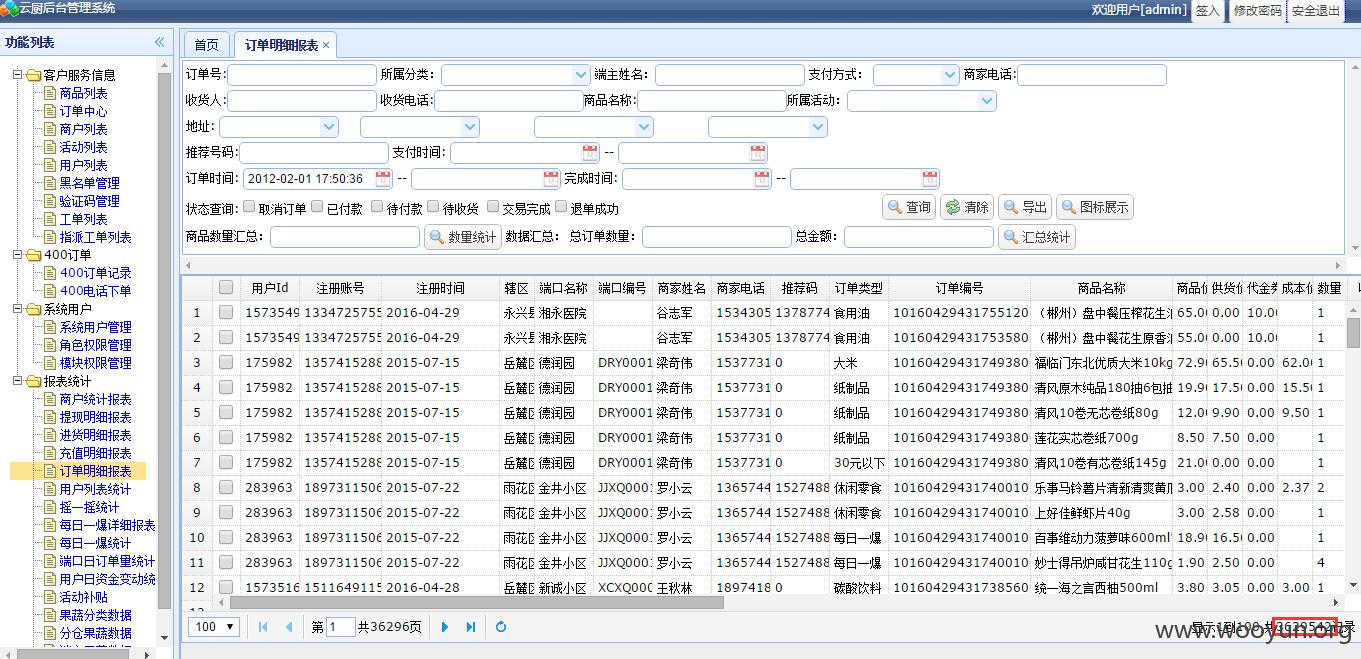 云厨后台管理系统
欢迎用户[admin] 签入 修改密码 安全退出
功能列表
首页 订单明细报表
客户服务信息
商品列表
订单中心
商户列表
活动列表
用户列表
黑名单管理
验证码管理
工单列表
指派工单列表
400订单
400订单记录
400电话下单
系统用户
系统用户管理
角色权限管理
模块权限管理
报表统计
商户统计报表
提现明细报表
进货明细报表
充值明细报表
订单明细报表
用户列表统计
摇一摇统计
每日一爆详细报表
每日一爆统计
端口日订单量统计
用户日资金变动统
活动补贴
果蔬分类数据
分仓果蔬数据
订单号: 所属分类: 端主姓名: 支付方式: 商家电话:
收货人: 收货电话: 商品名称: 所属活动:
地址:
推荐号码: 支付时间: --
订单时间: 2012-02-01 17:50:36 -- 完成时间: --
状态查询: 取消订单 已付款 待付款 待收货 交易完成 退单成功 查询 清除 导出 图标展示
商品数量汇总: 数量统计 数据汇总: 总订单数量: 总金额: 汇总统计
用户Id 注册账号 注册时间 辖区 端口名称 端口编号 商家姓名 商家电话 推荐码 订单类型 订单编号 商品名称 商品价 供货价 代金券 成本价 数量
1 1573549 1334725755 2016-04-29 永兴县 湘永医院 谷志军 1534305 1378774 食用油 10160429431755120 （郴州）盘中餐压榨花生油 65.00 0.00 10.00 1
2 1573549 1334725755 2016-04-29 永兴县 湘永医院 谷志军 1534305 1378774 食用油 10160429431753580 （郴州）盘中餐花生原香油 55.00 0.00 10.00 1
3 175982 1357415288 2015-07-15 岳麓区 德润园 DRY0001 梁奇伟 1537731 0 大米 10160429431749380 福临门东北优质大米10kg 72.90 65.50 0.00 62.00 1
4 175982 1357415288 2015-07-15 岳麓区 德润园 DRY0001 梁奇伟 1537731 0 纸制品 10160429431749380 清风原木纯品180抽6包抽 19.90 17.50 0.00 15.50 1
5 175982 1357415288 2015-07-15 岳麓区 德润园 DRY0001 梁奇伟 1537731 0 纸制品 10160429431749380 清风10卷无芯卷纸80g 12.00 9.90 0.00 9.50 1
6 175982 1357415288 2015-07-15 岳麓区 德润园 DRY0001 梁奇伟 1537731 0 纸制品 10160429431749380 莲花实芯卷纸700g 8.50 7.50 0.00 1
7 175982 1357415288 2015-07-15 岳麓区 德润园 DRY0001 梁奇伟 1537731 0 30元以下 10160429431749380 清风10卷有芯卷纸145g 21.00 0.00 0.00 1
8 283963 1897311506 2015-07-22 雨花区 金井小区 JJXQ0001 罗小云 1365744 1527488 休闲零食 10160429431740010 乐事马铃薯片清新清爽黄瓜 3.00 2.40 0.00 2.37 2
9 283963 1897311506 2015-07-22 雨花区 金井小区 JJXQ0001 罗小云 1365744 1527488 休闲零食 10160429431740010 上好佳鲜虾片40g 3.00 2.58 0.00 1
10 283963 1897311506 2015-07-22 雨花区 金井小区 JJXQ0001 罗小云 1365744 1527488 每日一爆 10160429431740010 百事维动力菠萝味600ml 18.90 16.50 0.00 1
11 283963 1897311506 2015-07-22 雨花区 金井小区 JJXQ0001 罗小云 1365744 1527488 每日一爆 10160429431740010 妙士得吊炉咸甘花生110g 1.90 2.50 0.00 4
12 1573516 1511649115 2016-04-28 岳麓区 新诚小区 XCXQ000 王秋林 1897418 0 碳酸饮料 10160429431738560 统一海之言西柚500ml 3.80 3.05 0.00 3.00 1
100 第 1 共36296页 显示1到100,共3629542记录
www.wooyun.org